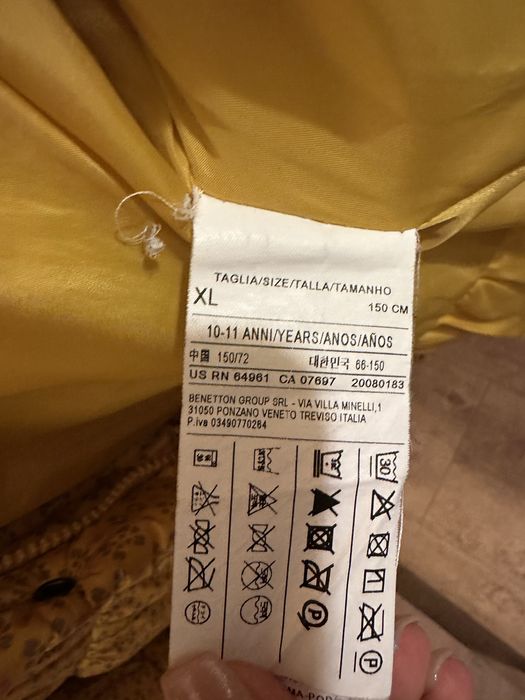 TAGLIA/SIZE/TALLA/TAMANHO
XL 150 CM
10-11 ANNI/YEARS/ANOS/AÑOS
中国 150/72 대한민국 66-150
US RN 64961 CA 07697 20080183
BENETTON GROUP SRL - VIA VILLA MINELLI,1
31050 PONZANO VENETO TREVISO ITALIA
P.iva 03490770264
30
P
P